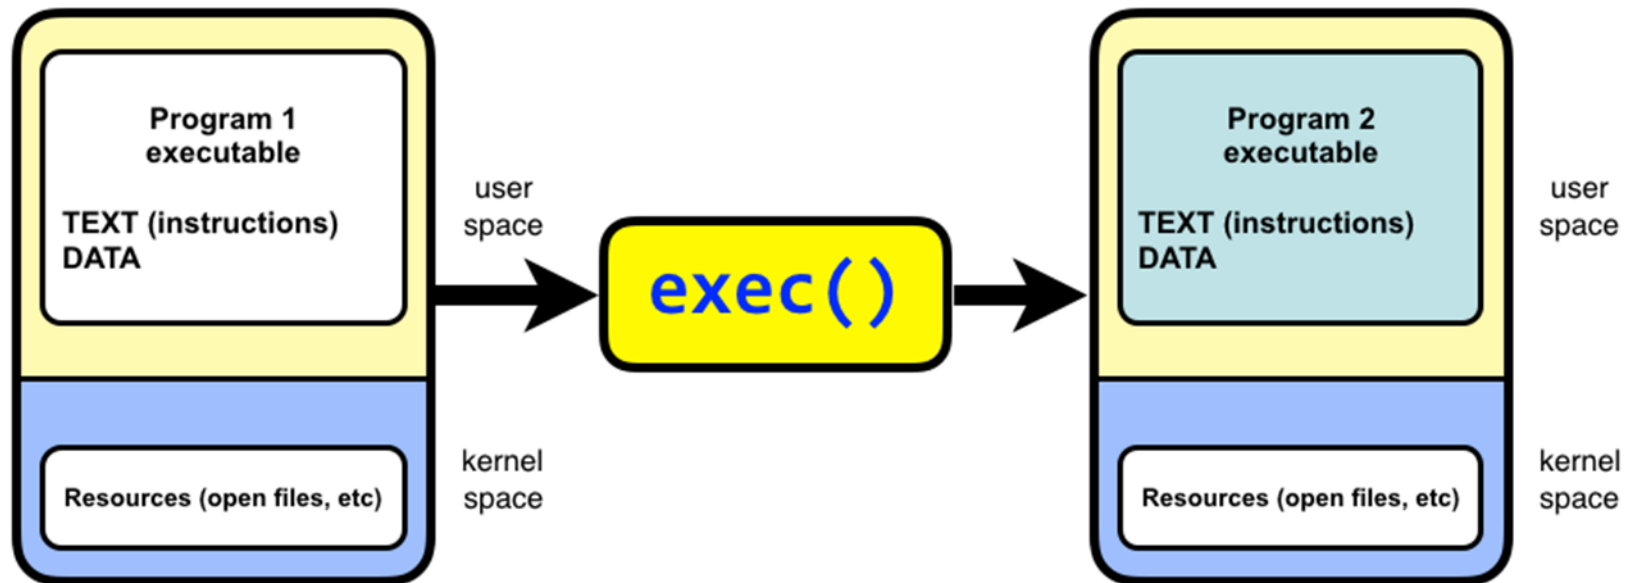 Program 1
executable
TEXT (instructions)
DATA
Resources (open files, etc)
user
space
kernel
space
exec()
Program 2
executable
TEXT (instructions)
DATA
Resources (open files, etc)
user
space
kernel
space